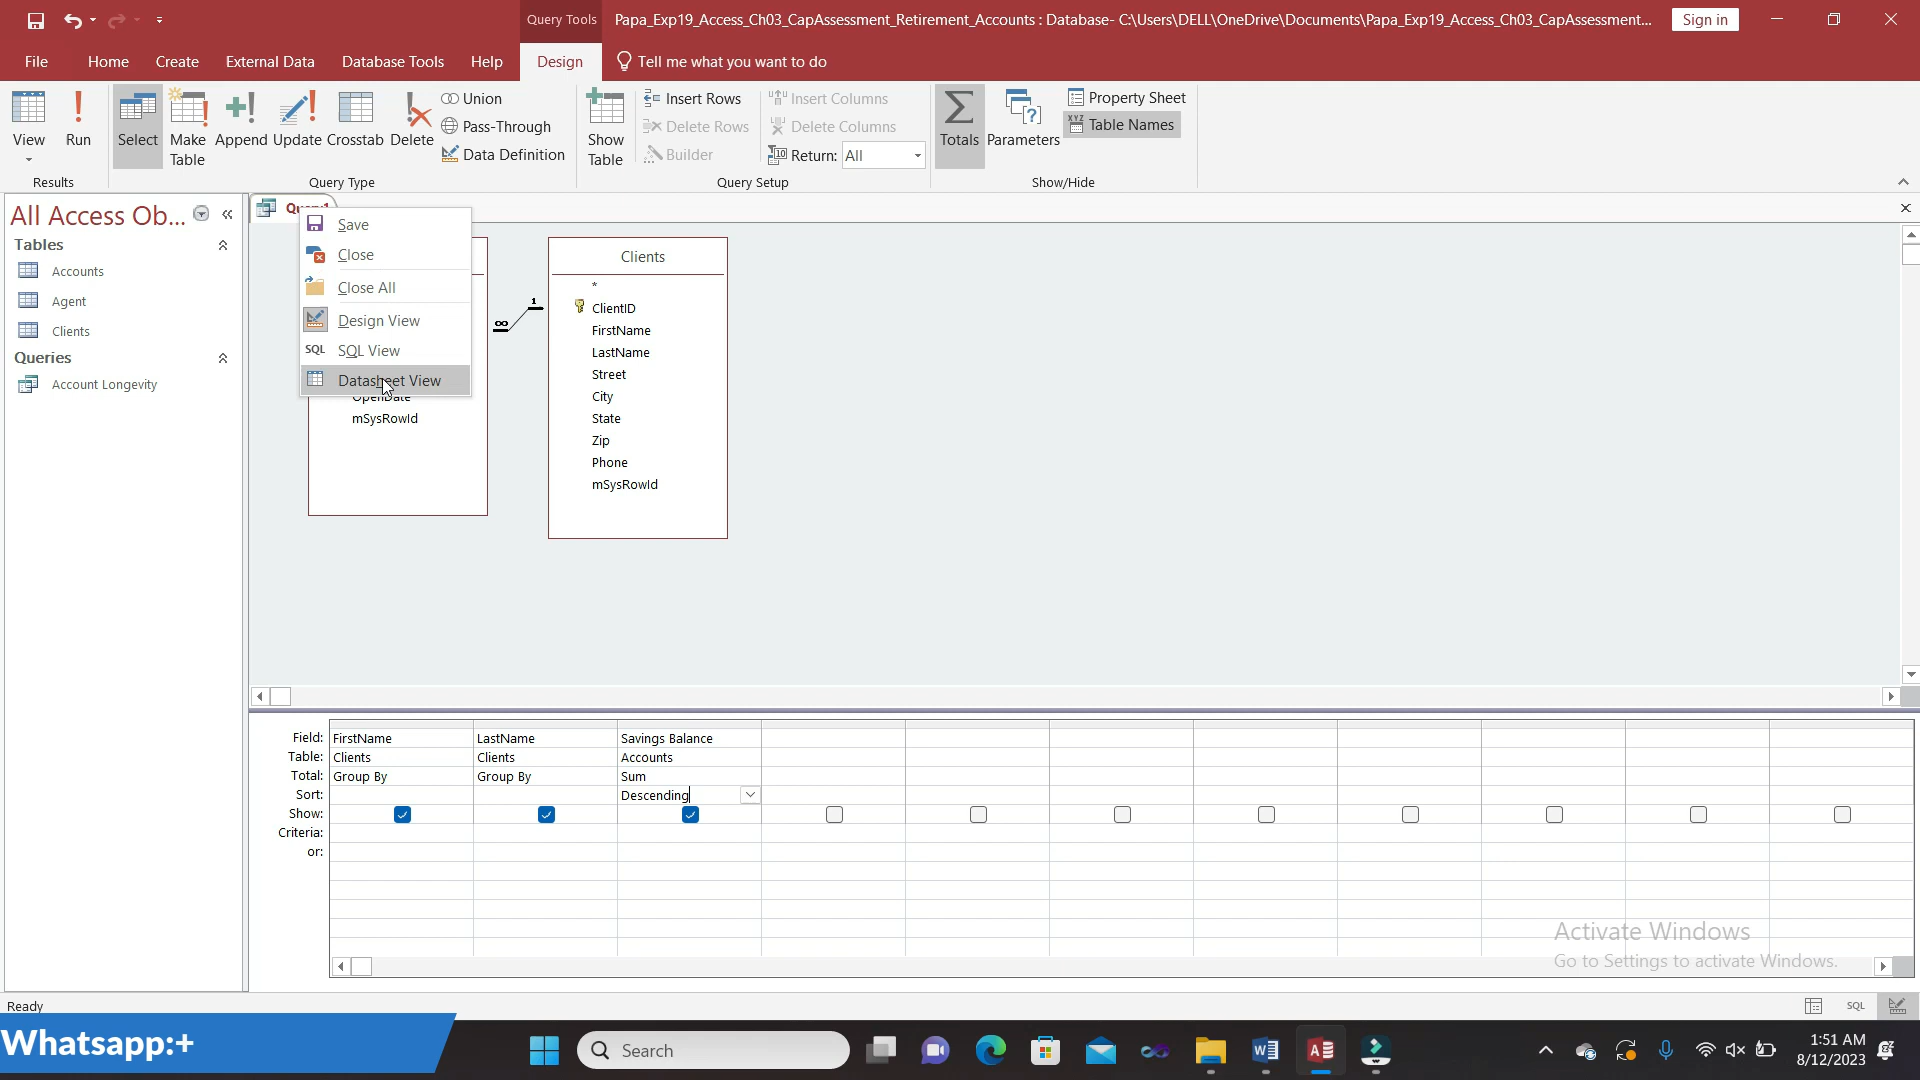 Query Tools
Papa_Exp19_Access_Ch03_CapAssessment_Retirement_Accounts : Database- C:\Users\DELL\OneDrive\Documents\Papa_Exp19_Access_Ch03_CapAssessment...
Sign in
File
Home
Create
External Data
Database Tools
Help
Design
Tell me what you want to do
View
Run
Select
Make Table
Append
Update
Crosstab
Delete
Union
Pass-Through
Data Definition
Show Table
Insert Rows
Delete Rows
Builder
Insert Columns
Delete Columns
Return: All
Totals
Parameters
Property Sheet
Table Names
Results
Query Type
Query Setup
Show/Hide
All Access Ob...
Tables
Accounts
Agent
Clients
Queries
Account Longevity
Save
Close
Close All
Design View
SQL SQL View
Datasheet View
mSysRowId
∞
1
Clients
*
ClientID
FirstName
LastName
Street
City
State
Zip
Phone
mSysRowId
Field: FirstName LastName Savings Balance
Table: Clients Clients Accounts
Total: Group By Group By Sum
Sort: Descending
Show:
Criteria:
or:
Activate Windows
Go to Settings to activate Windows.
Ready
SQL
Whatsapp:+
Search
1:51 AM
8/12/2023